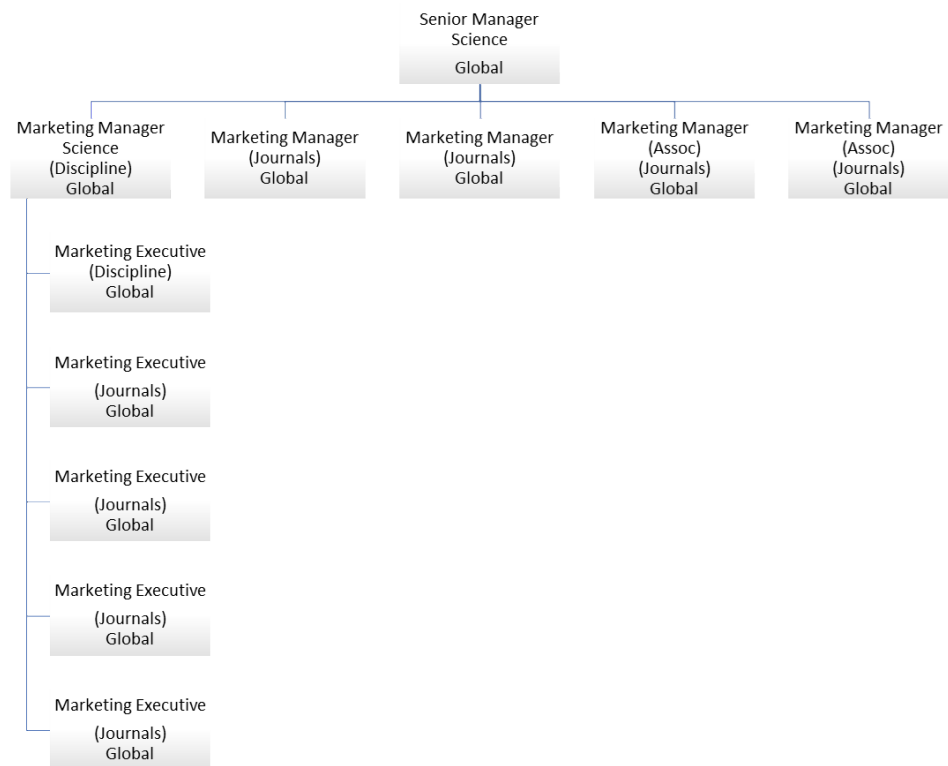 Senior Manager
Science
Global
Marketing Manager
Science
(Discipline)
Global
Marketing Manager
(Journals)
Global
Marketing Manager
(Journals)
Global
Marketing Manager
(Assoc)
(Journals)
Global
Marketing Manager
(Assoc)
(Journals)
Global
Marketing Executive
(Discipline)
Global
Marketing Executive
(Journals)
Global
Marketing Executive
(Journals)
Global
Marketing Executive
(Journals)
Global
Marketing Executive
(Journals)
Global